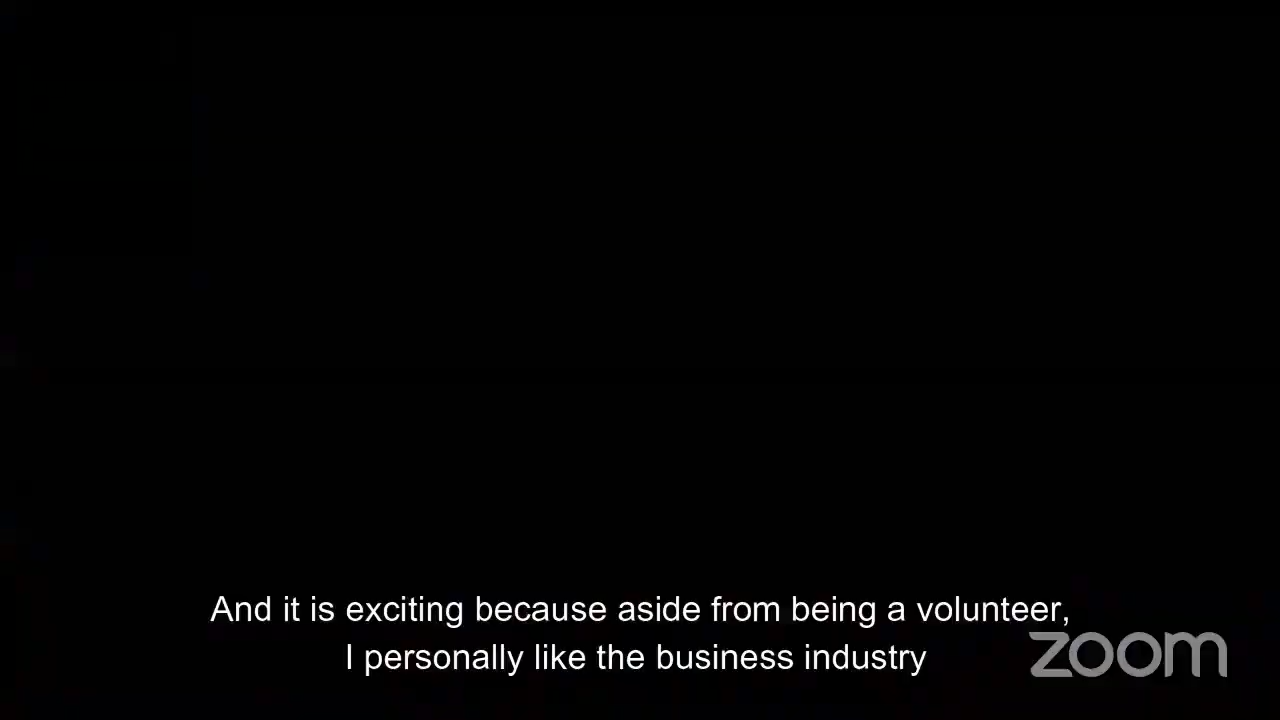 And it is exciting because aside from being a volunteer,
I personally like the business industry
zoom